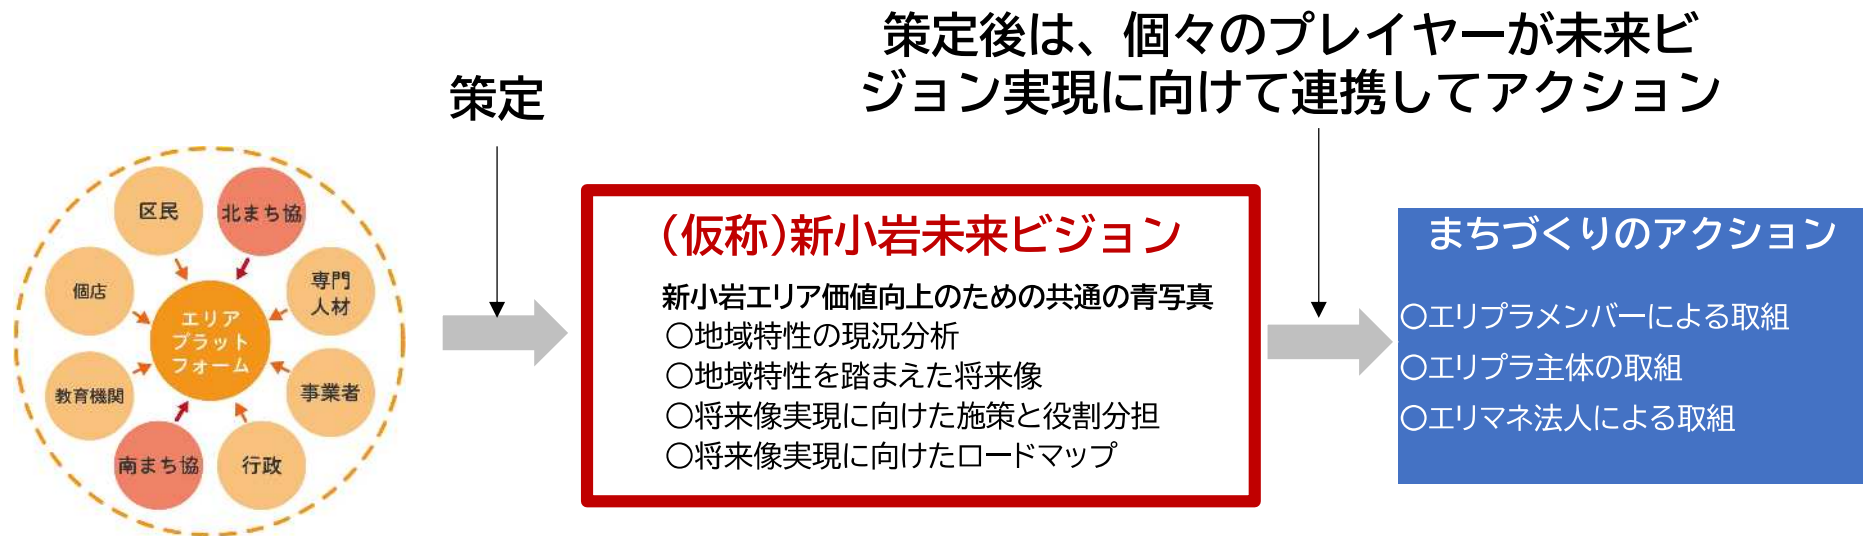 策定後は、個々のプレイヤーが未来ビ
ジョン実現に向けて連携してアクション
策定
区民
北まち協
個店
専門
人材
エリア
プラット
フォーム
教育機関
事業者
南まち協
行政
(仮称)新小岩未来ビジョン
新小岩エリア価値向上のための共通の青写真
○地域特性の現況分析
○地域特性を踏まえた将来像
○将来像実現に向けた施策と役割分担
○将来像実現に向けたロードマップ
まちづくりのアクション
○エリプラメンバーによる取組
○エリプラ主体の取組
○エリマネ法人による取組